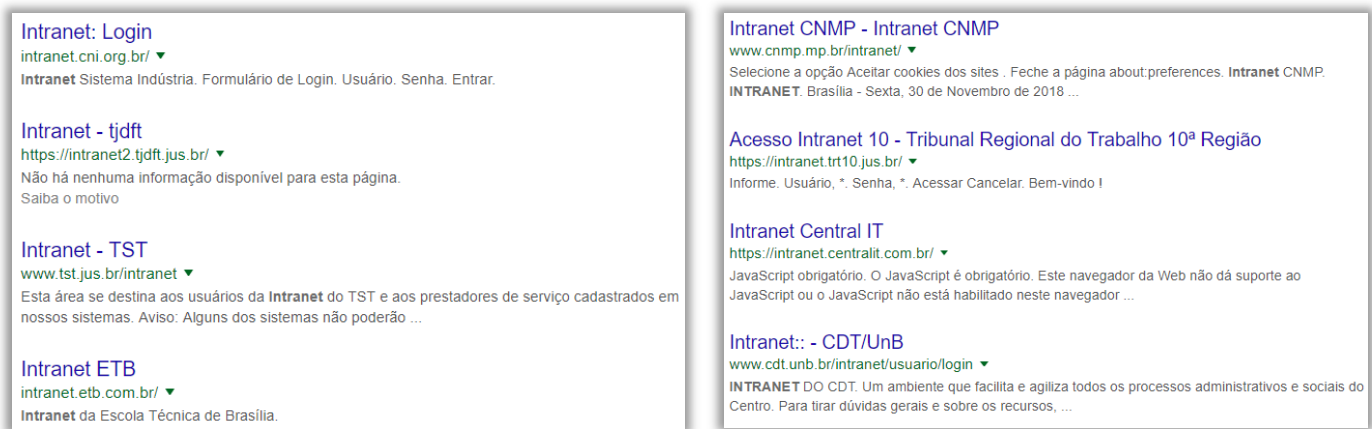 Intranet: Login
intranet.cni.org.br/
Intranet Sistema Indústria. Formulário de Login. Usuário. Senha. Entrar.
Intranet - tjdft
https://intranet2.tjdft.jus.br/
Não há nenhuma informação disponível para esta página.
Saiba o motivo
Intranet - TST
www.tst.jus.br/intranet
Esta área se destina aos usuários da Intranet do TST e aos prestadores de serviço cadastrados em
nossos sistemas. Aviso: Alguns dos sistemas não poderão ...
Intranet ETB
intranet.etb.com.br/
Intranet da Escola Técnica de Brasília.
Intranet CNMP - Intranet CNMP
www.cnmp.mp.br/intranet/
Selecione a opção Aceitar cookies dos sites . Feche a página about:preferences. Intranet CNMP.
INTRANET. Brasília - Sexta, 30 de Novembro de 2018 ...
Acesso Intranet 10 - Tribunal Regional do Trabalho 10ª Região
https://intranet.trt10.jus.br/
Informe. Usuário, *. Senha, *. Acessar Cancelar. Bem-vindo !
Intranet Central IT
https://intranet.centralit.com.br/
JavaScript obrigatório. O JavaScript é obrigatório. Este navegador da Web não dá suporte ao
JavaScript ou o JavaScript não está habilitado neste navegador ...
Intranet:: - CDT/UnB
www.cdt.unb.br/intranet/usuario/login
INTRANET DO CDT. Um ambiente que facilita e agiliza todos os processos administrativos e sociais do
Centro. Para tirar dúvidas gerais e sobre os recursos, ...